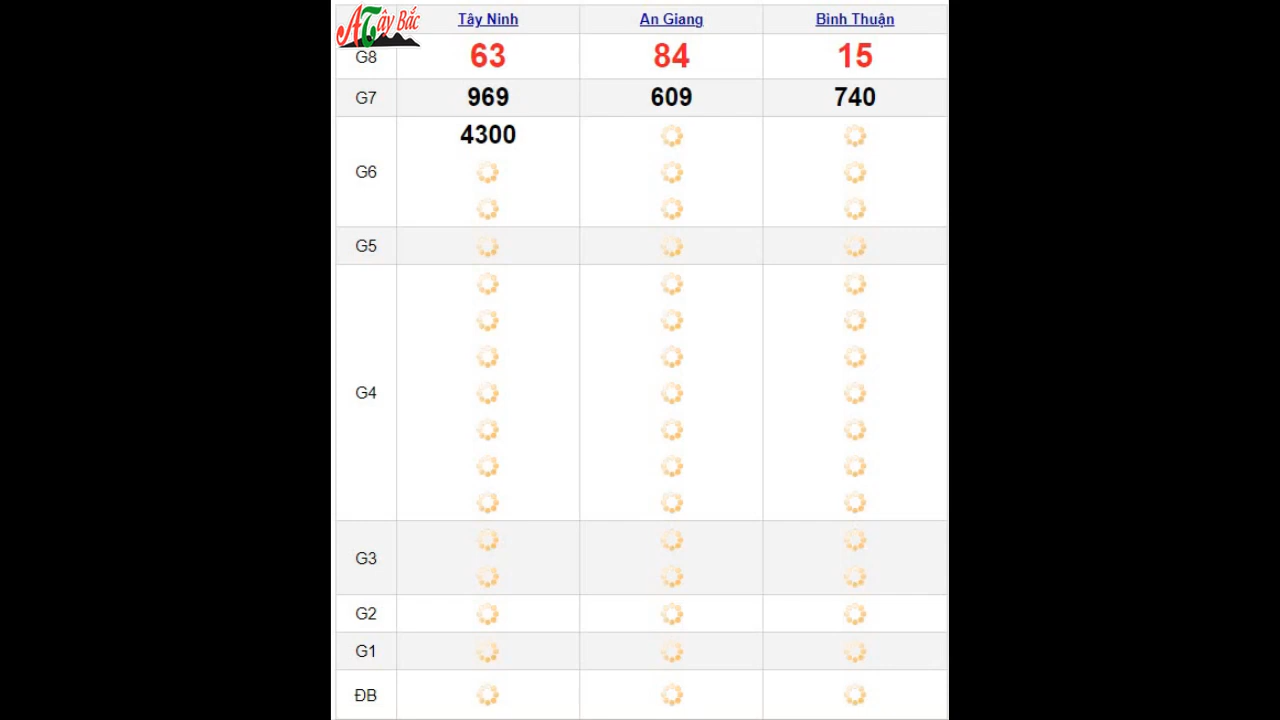 ATây Bắc
Tây Ninh An Giang Bình Thuận
G8 63 84 15
G7 969 609 740
4300
G6
G5
G4
G3
G2
G1
ĐB